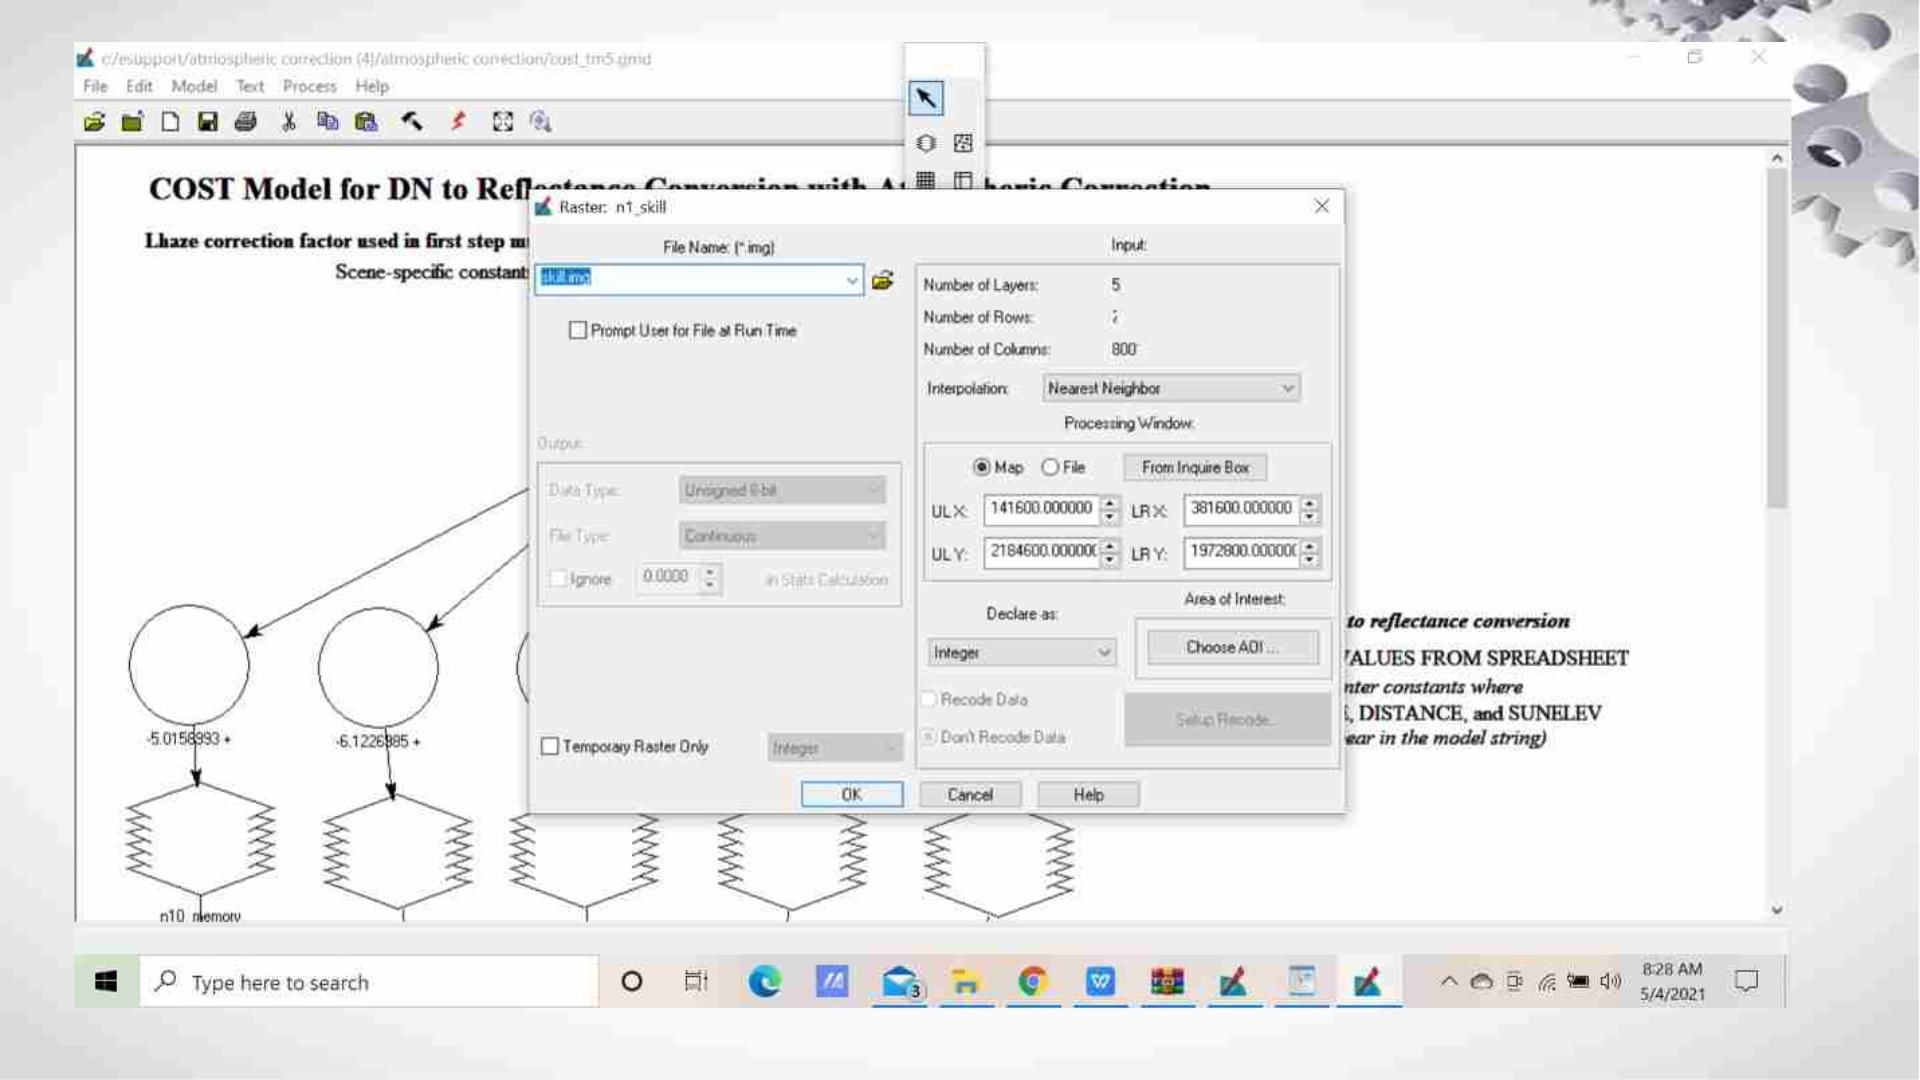 c:/esupport/atmospheric correction (4)/atmospheric correction/cost_tm5.gmd
File Edit Model Text Process Help
COST Model for DN to Reflectance Conversion with
Correction
Raster: n1_skill
Lhaze correction factor used in first step
Scene-specific constants
File Name: (*.img)
skill.img
Prompt User for File at Run Time
Output:
Data Type: Unsigned 8-bit
File Type: Continuous
Ignore 0.0000 in Stats Calculation
Temporary Raster Only Integer
Input:
Number of Layers: 5
Number of Rows:
Number of Columns: 800
Interpolation: Nearest Neighbor
Processing Window:
Map File From Inquire Box
UL X: 141600.000000 LR X: 381600.000000
UL Y: 2184600.00000 LR Y: 1972800.00000
Declare as:
Area of Interest:
Integer
Choose AOI ...
Recode Data
Don't Recode Data
Setup Recode...
OK Cancel Help
to reflectance conversion
VALUES FROM SPREADSHEET
nter constants where
, DISTANCE, and SUNELEV
ear in the model string)
-5.0158993 +
-6.1226985 +
n10_memory
Type here to search
3
8:28 AM
5/4/2021